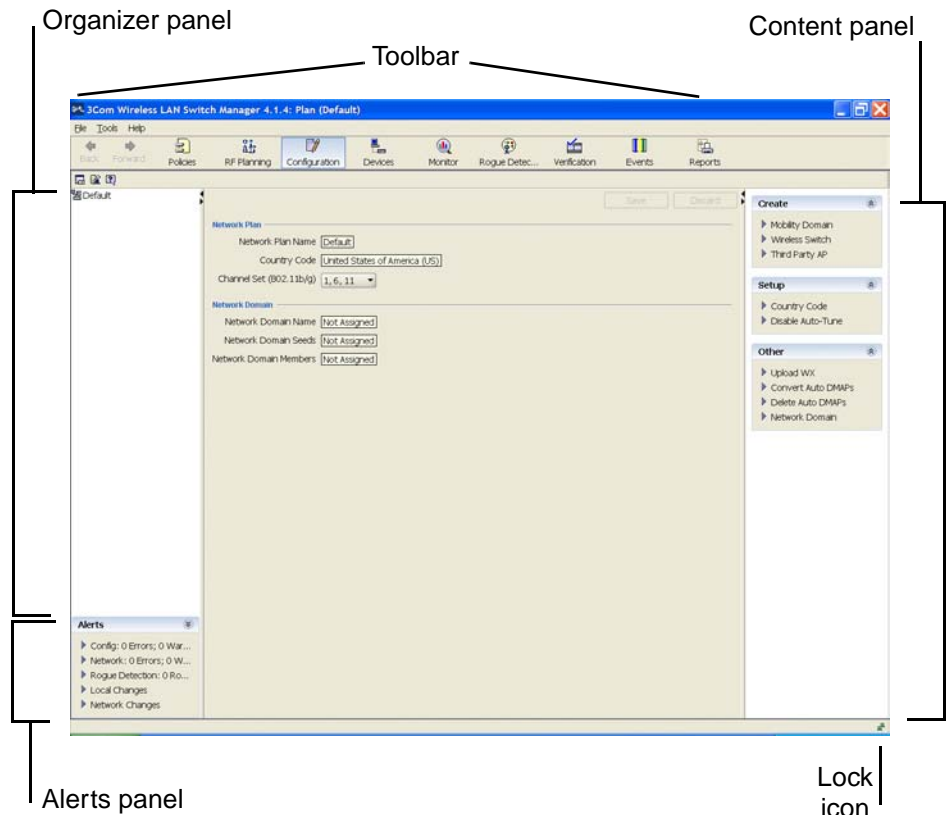 Organizer panel
Content panel
Toolbar
3Com Wireless LAN Switch Manager 4.1.4: Plan (Default)
File Tools Help
Back Forward Policies RF Planning Configuration Devices Monitor Rogue Detec... Verification Events Reports
Default
Save Discard
Network Plan
Network Plan Name Default
Country Code United States of America (US)
Channel Set (802.11b/g) 1, 6, 11
Network Domain
Network Domain Name Not Assigned
Network Domain Seeds Not Assigned
Network Domain Members Not Assigned
Create
Mobility Domain
Wireless Switch
Third Party AP
Setup
Country Code
Disable Auto-Tune
Other
Upload WX
Convert Auto DMAPs
Delete Auto DMAPs
Network Domain
Alerts
Config: 0 Errors; 0 War...
Network: 0 Errors; 0 W...
Rogue Detection: 0 Ro...
Local Changes
Network Changes
Alerts panel
Lock
icon